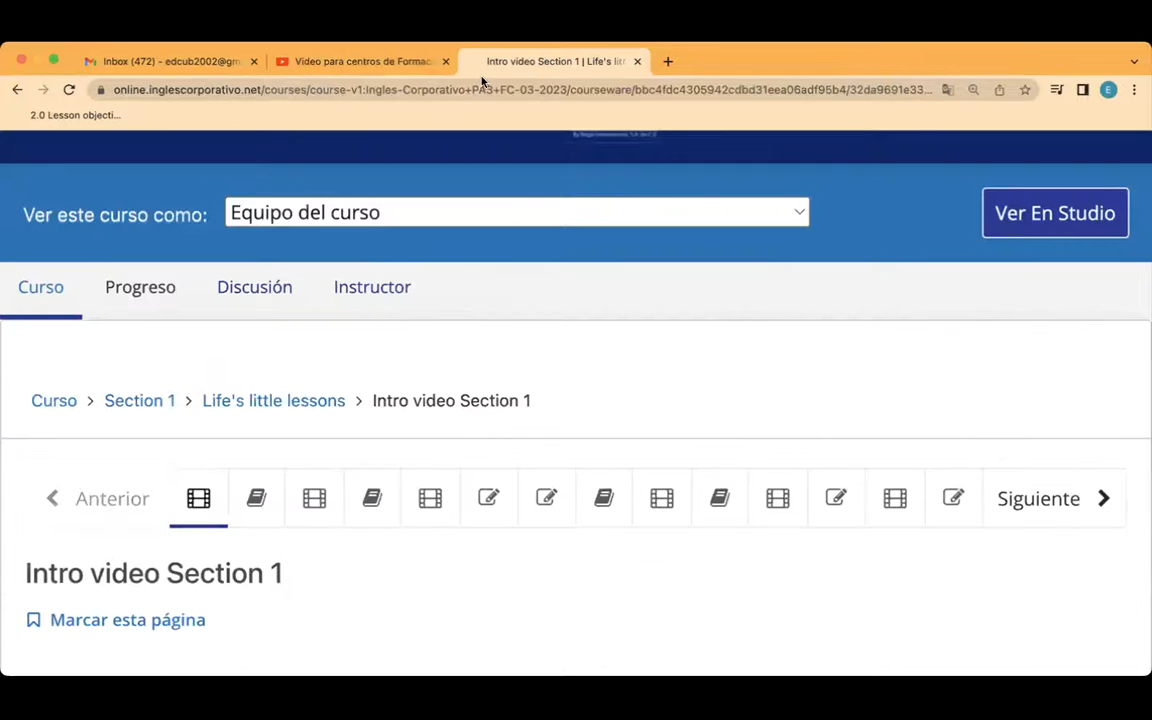 Inbox (472) - edcub2002@gm
Video para centros de Formac
Intro video Section 1 | Life's litt
online.inglescorporativo.net/courses/course-v1:Ingles-Corporativo+PA3+FC-03-2023/courseware/bbc4fdc4305942cdbd31eea06adf95b4/32da9691e33...
E
2.0 Lesson objecti...
Ver este curso como:
Equipo del curso
Ver En Studio
Curso
Progreso
Discusión
Instructor
Curso > Section 1 > Life's little lessons > Intro video Section 1
Anterior
Siguiente
Intro video Section 1
Marcar esta página